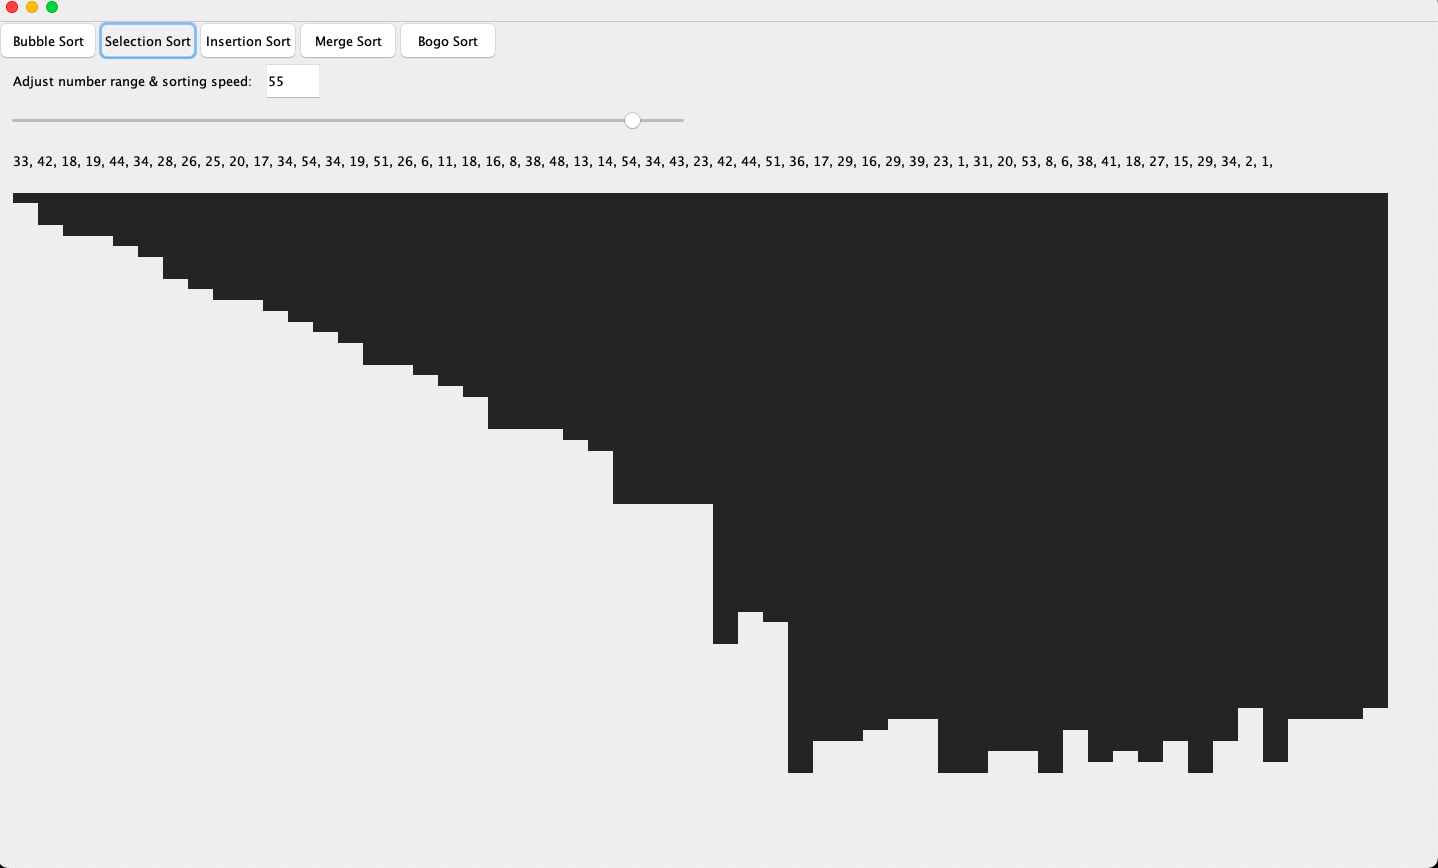 Bubble Sort Selection Sort Insertion Sort Merge Sort Bogo Sort
Adjust number range & sorting speed: 55
33, 42, 18, 19, 44, 34, 28, 26, 25, 20, 17, 34, 54, 34, 19, 51, 26, 6, 11, 18, 16, 8, 38, 48, 13, 14, 54, 34, 43, 23, 42, 44, 51, 36, 17, 29, 16, 29, 39, 23, 1, 31, 20, 53, 8, 6, 38, 41, 18, 27, 15, 29, 34, 2, 1,